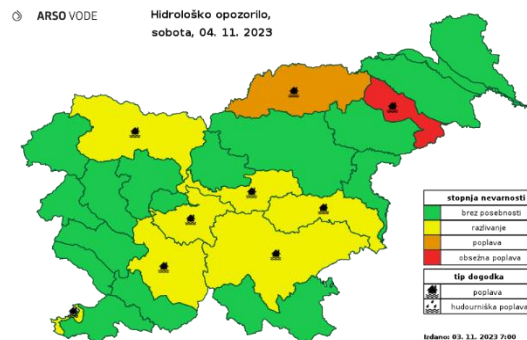 ARSO VODE
Hidrološko opozorilo,
sobota, 04. 11. 2023
stopnja nevarnosti
brez posebnosti
razlivanje
poplava
obsežna poplava
tip dogodka
poplava
hudourniška poplava
Izdano: 03. 11. 2023 7:00